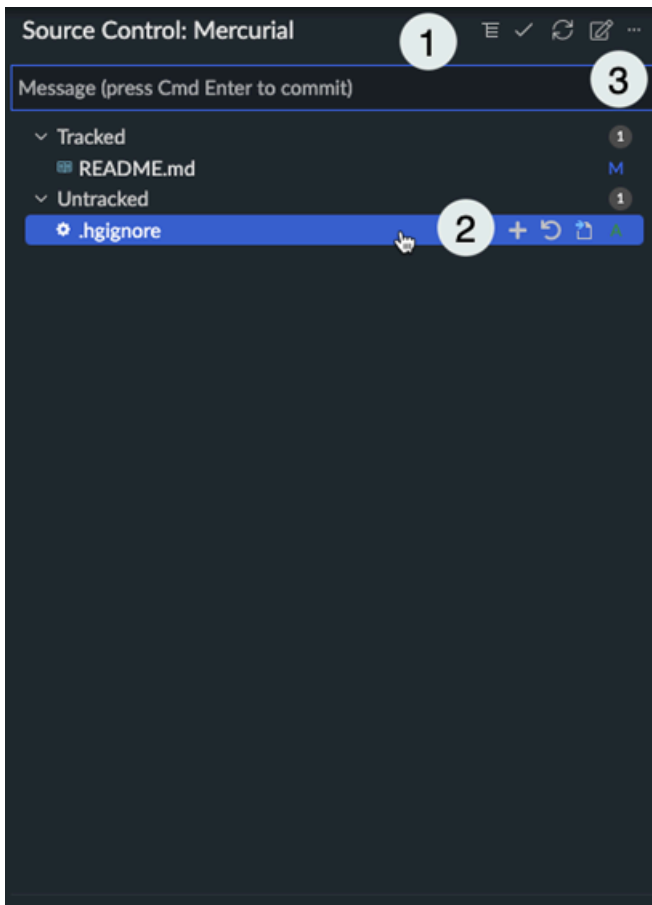 Source Control: Mercurial
1
Message (press Cmd Enter to commit)
3
Tracked 1
README.md M
Untracked 1
.hgignore 2 A